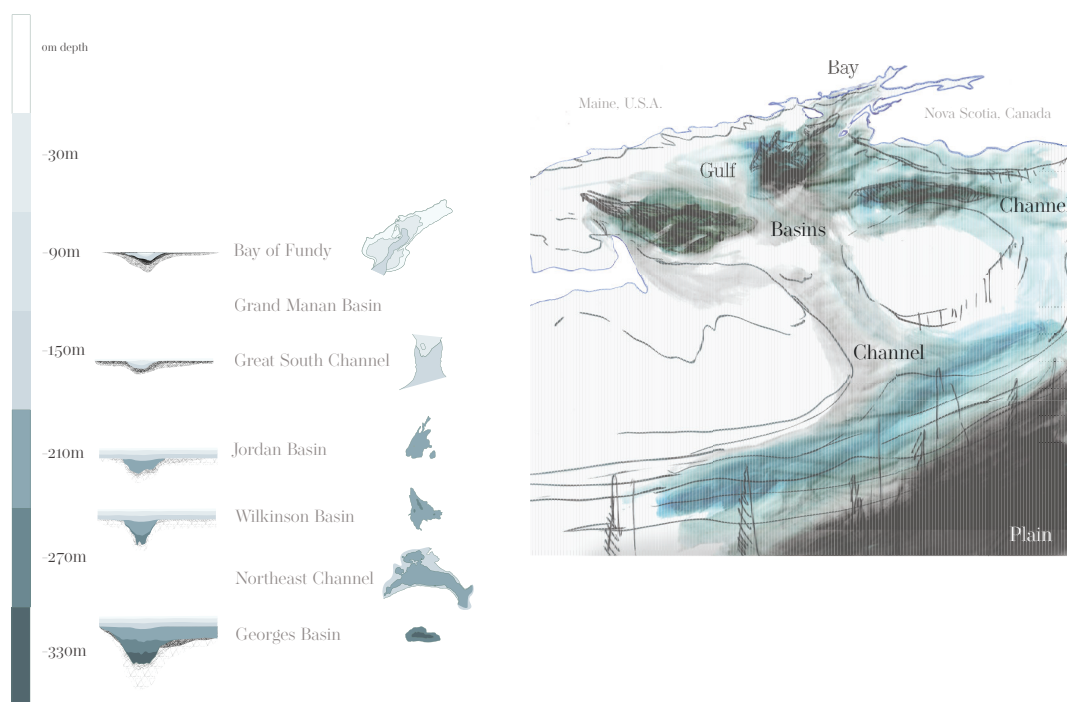 0m depth
-30m
-90m
-150m
-210m
-270m
-330m
Bay of Fundy
Grand Manan Basin
Great South Channel
Jordan Basin
Wilkinson Basin
Northeast Channel
Georges Basin
Bay
Maine, U.S.A.
Nova Scotia, Canada
Gulf
Channe
Basins
Channel
Plain